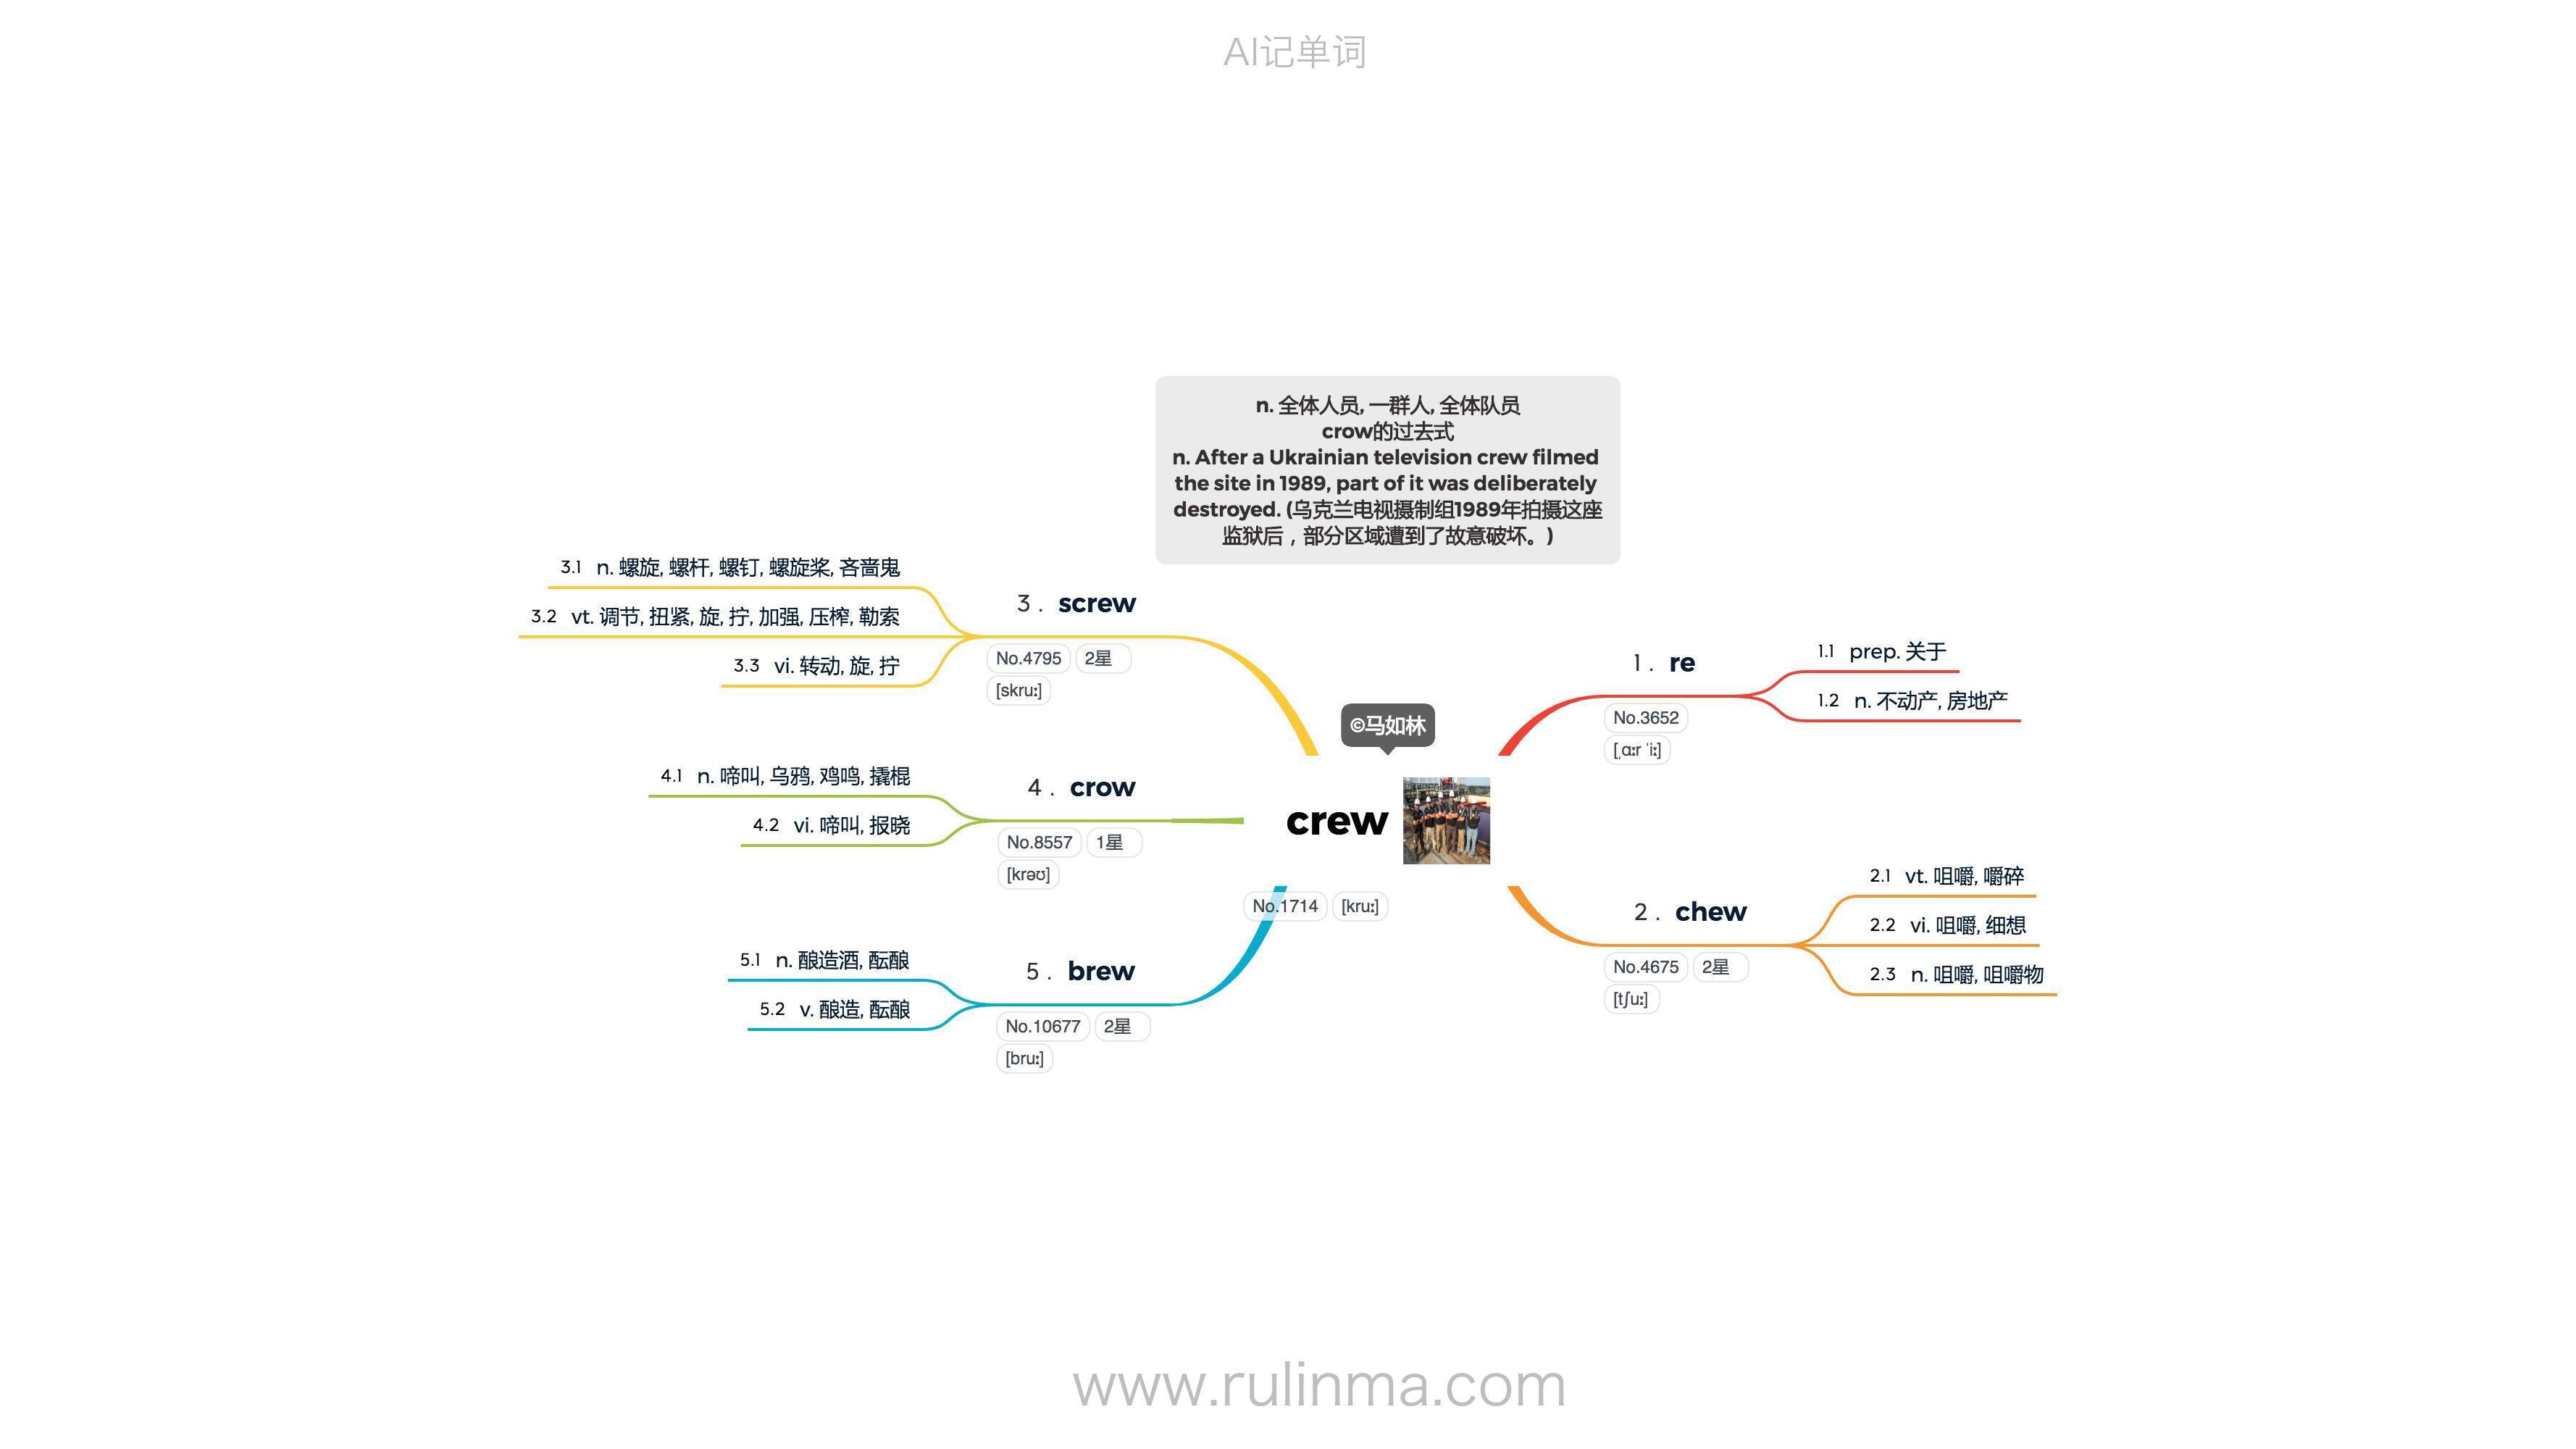 AI记单词
n. 全体人员, 一群人, 全体队员
crow的过去式
n. After a Ukrainian television crew filmed
the site in 1989, part of it was deliberately
destroyed. (乌克兰电视摄制组1989年拍摄这座
监狱后，部分区域遭到了故意破坏。)
©马如林
crew
No.1714 [kruː]
1. re
No.3652
[ˌɑːr ˈiː]
1.1 prep. 关于
1.2 n. 不动产, 房地产
2. chew
No.4675 2星
[tʃuː]
2.1 vt. 咀嚼, 嚼碎
2.2 vi. 咀嚼, 细想
2.3 n. 咀嚼, 咀嚼物
3. screw
No.4795 2星
[skruː]
3.1 n. 螺旋, 螺杆, 螺钉, 螺旋桨, 吝啬鬼
3.2 vt. 调节, 扭紧, 旋, 拧, 加强, 压榨, 勒索
3.3 vi. 转动, 旋, 拧
4. crow
No.8557 1星
[krəʊ]
4.1 n. 啼叫, 乌鸦, 鸡鸣, 撬棍
4.2 vi. 啼叫, 报晓
5. brew
No.10677 2星
[bruː]
5.1 n. 酿造酒, 酝酿
5.2 v. 酿造, 酝酿
www.rulinma.com